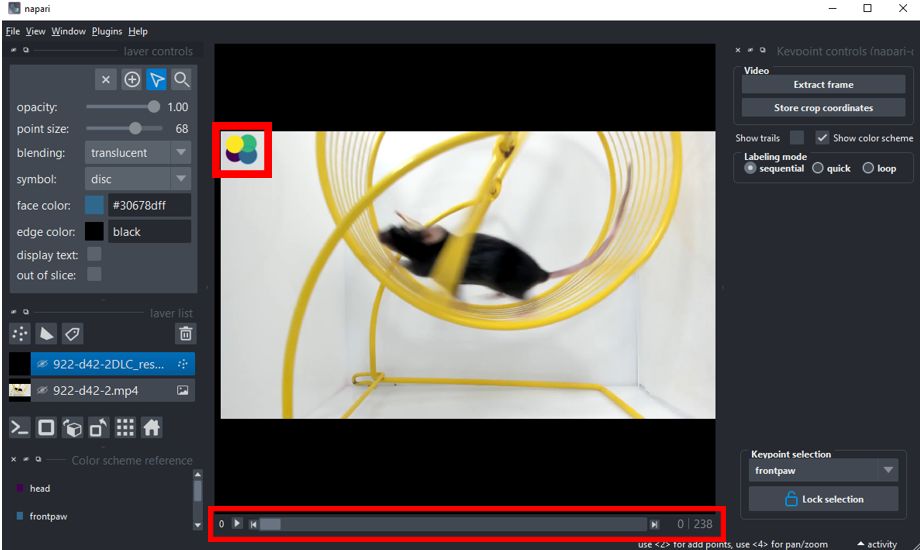 napari
File View Window Plugins Help
layer controls
opacity: 1.00
point size: 68
blending: translucent
symbol: disc
face color: #30678dff
edge color: black
display text:
out of slice:
layer list
922-d42-2DLC_res...
922-d42-2.mp4
Color scheme reference
head
frontpaw
0
0 | 238
Keypoint controls (napari-d
Video
Extract frame
Store crop coordinates
Show trails Show color scheme
Labeling mode
sequential quick loop
Keypoint selection
frontpaw
Lock selection
use <2> for add points, use <4> for pan/zoom activity